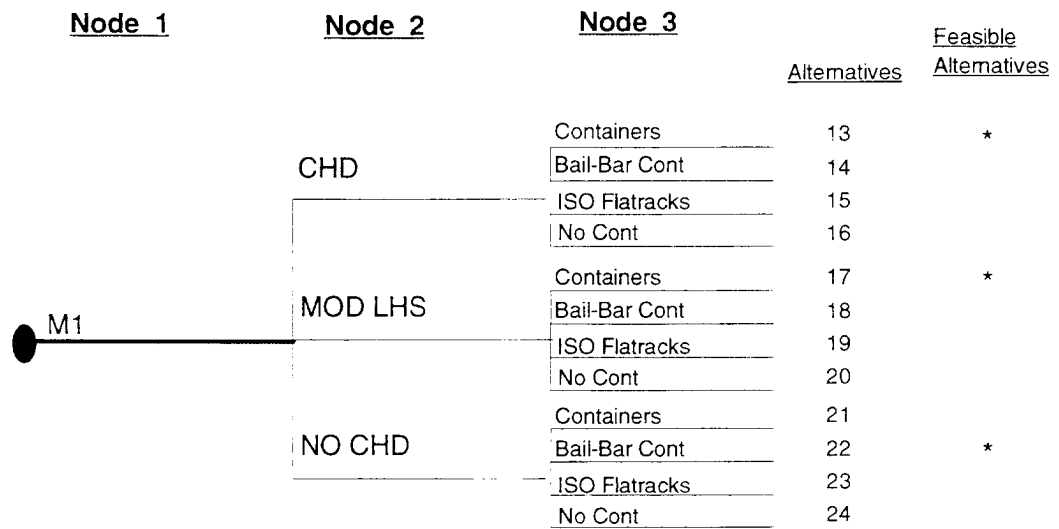 Node 1 Node 2 Node 3
Feasible
Alternatives Alternatives
Containers 13 *
CHD Bail-Bar Cont 14
ISO Flatracks 15
No Cont 16
Containers 17 *
MOD LHS Bail-Bar Cont 18
M1
ISO Flatracks 19
No Cont 20
Containers 21
NO CHD Bail-Bar Cont 22 *
ISO Flatracks 23
No Cont 24